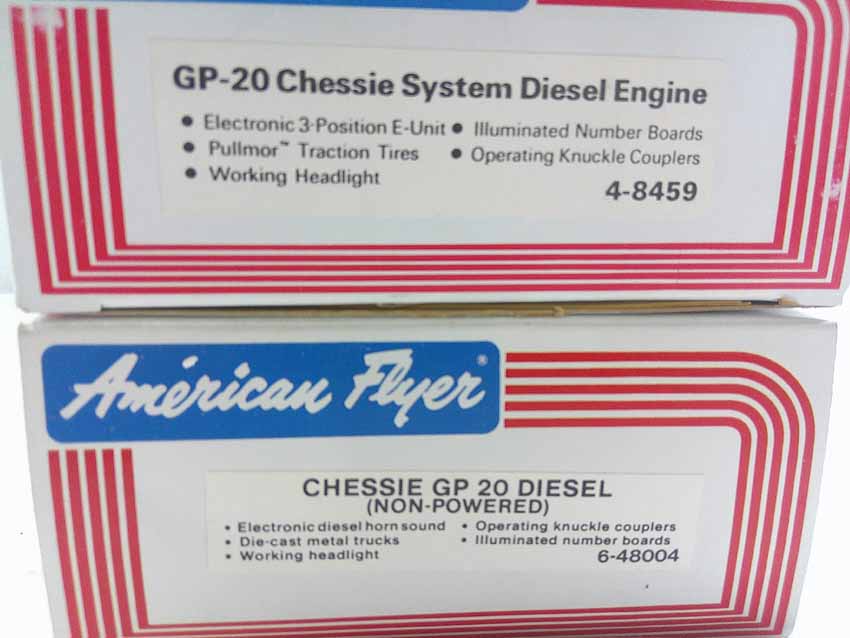 GP-20 Chessie System Diesel Engine
• Electronic 3-Position E-Unit • Illuminated Number Boards
• Pullmor™ Traction Tires • Operating Knuckle Couplers
• Working Headlight
4-8459
American Flyer®
CHESSIE GP 20 DIESEL
(NON-POWERED)
• Electronic diesel horn sound • Operating knuckle couplers
• Die-cast metal trucks • Illuminated number boards
• Working headlight 6-48004